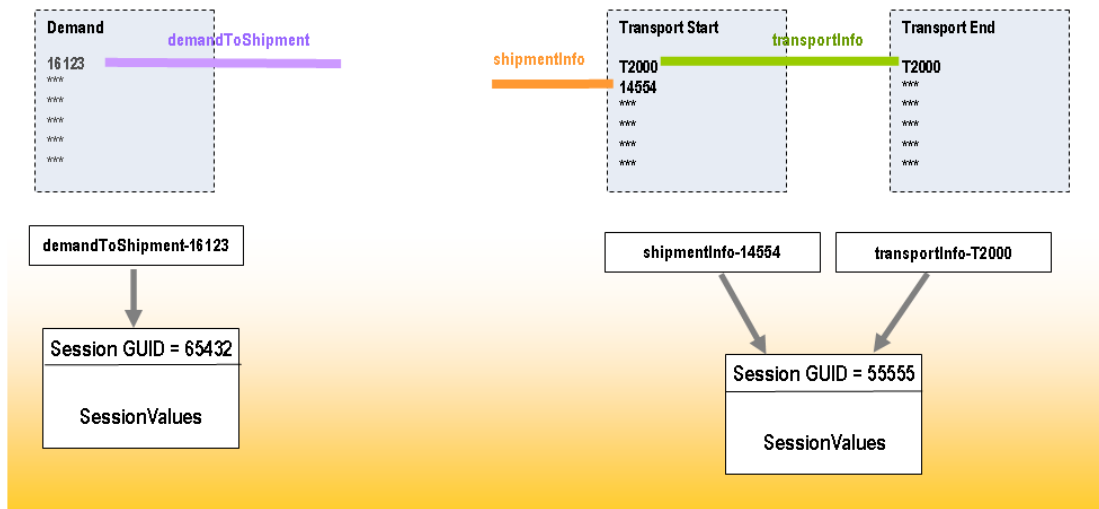 Demand
demandToShipment
16123
***
***
***
***
***
shipmentInfo
Transport Start
transportInfo
T2000
14554
***
***
***
***
Transport End
T2000
***
***
***
***
***
demandToShipment-16123
Session GUID = 65432
SessionValues
shipmentInfo-14554
transportInfo-T2000
Session GUID = 55555
SessionValues